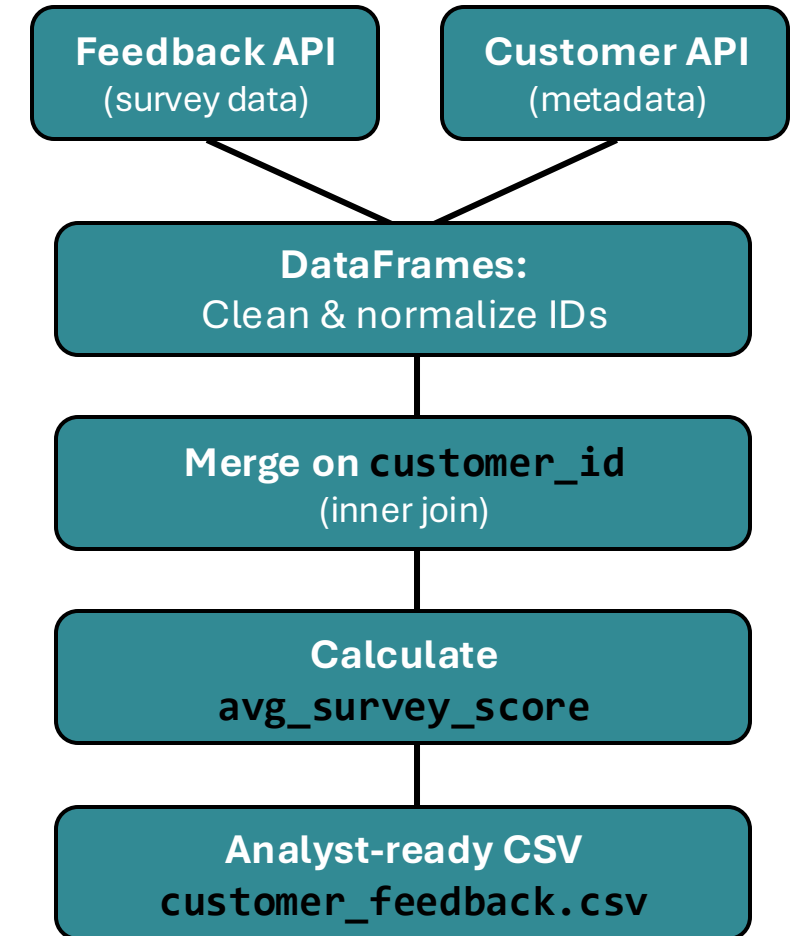 Feedback API
(survey data)
Customer API
(metadata)
DataFrames:
Clean & normalize IDs
Merge on customer_id
(inner join)
Calculate
avg_survey_score
Analyst-ready CSV
customer_feedback.csv